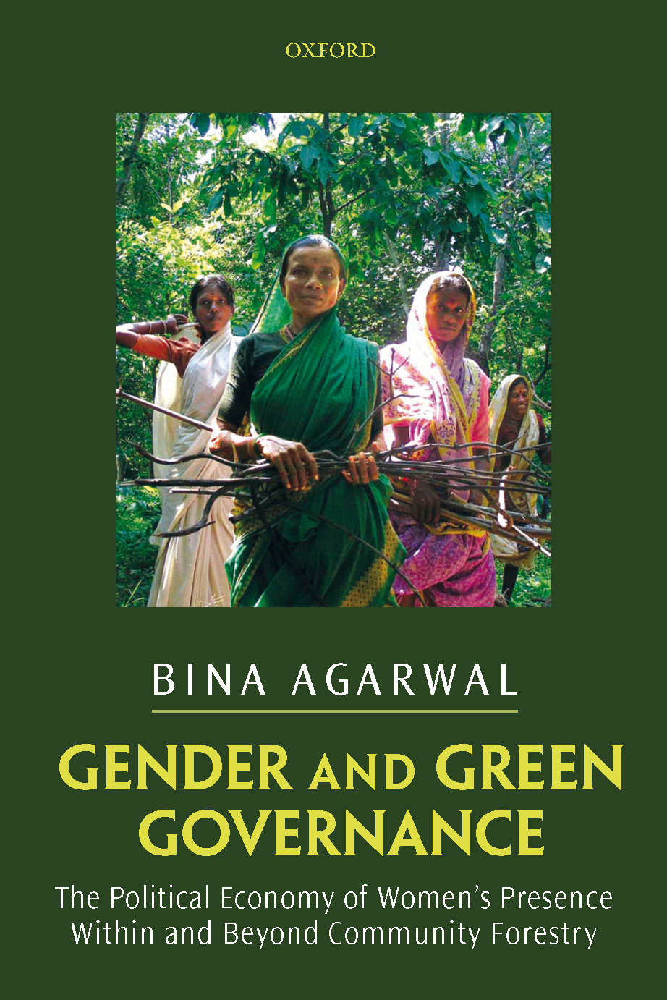 OXFORD
BINA AGARWAL
GENDER AND GREEN
GOVERNANCE
The Political Economy of Women's Presence
Within and Beyond Community Forestry